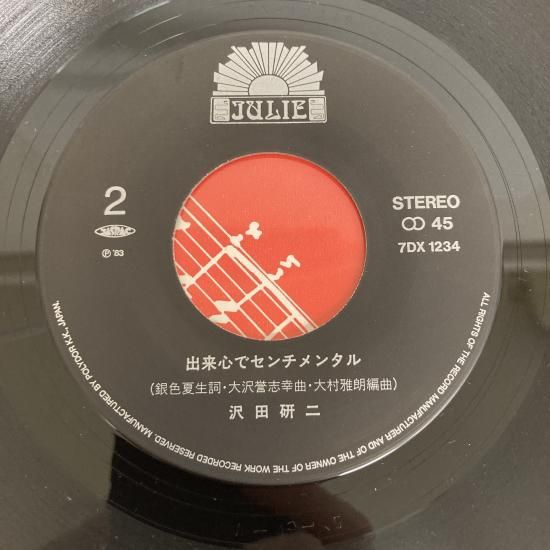 JULIE
2
JASRAC
Ⓟ '83
STEREO
45
7DX 1234
出来心でセンチメンタル
(銀色夏生詞・大沢誉志幸曲・大村雅朗編曲)
沢田研二
ALL RIGHTS OF THE RECORD MANUFACTURER AND OF THE OWNER OF THE WORK RECORDED RESERVED. MANUFACTURED BY POLYDOR K.K., JAPAN.